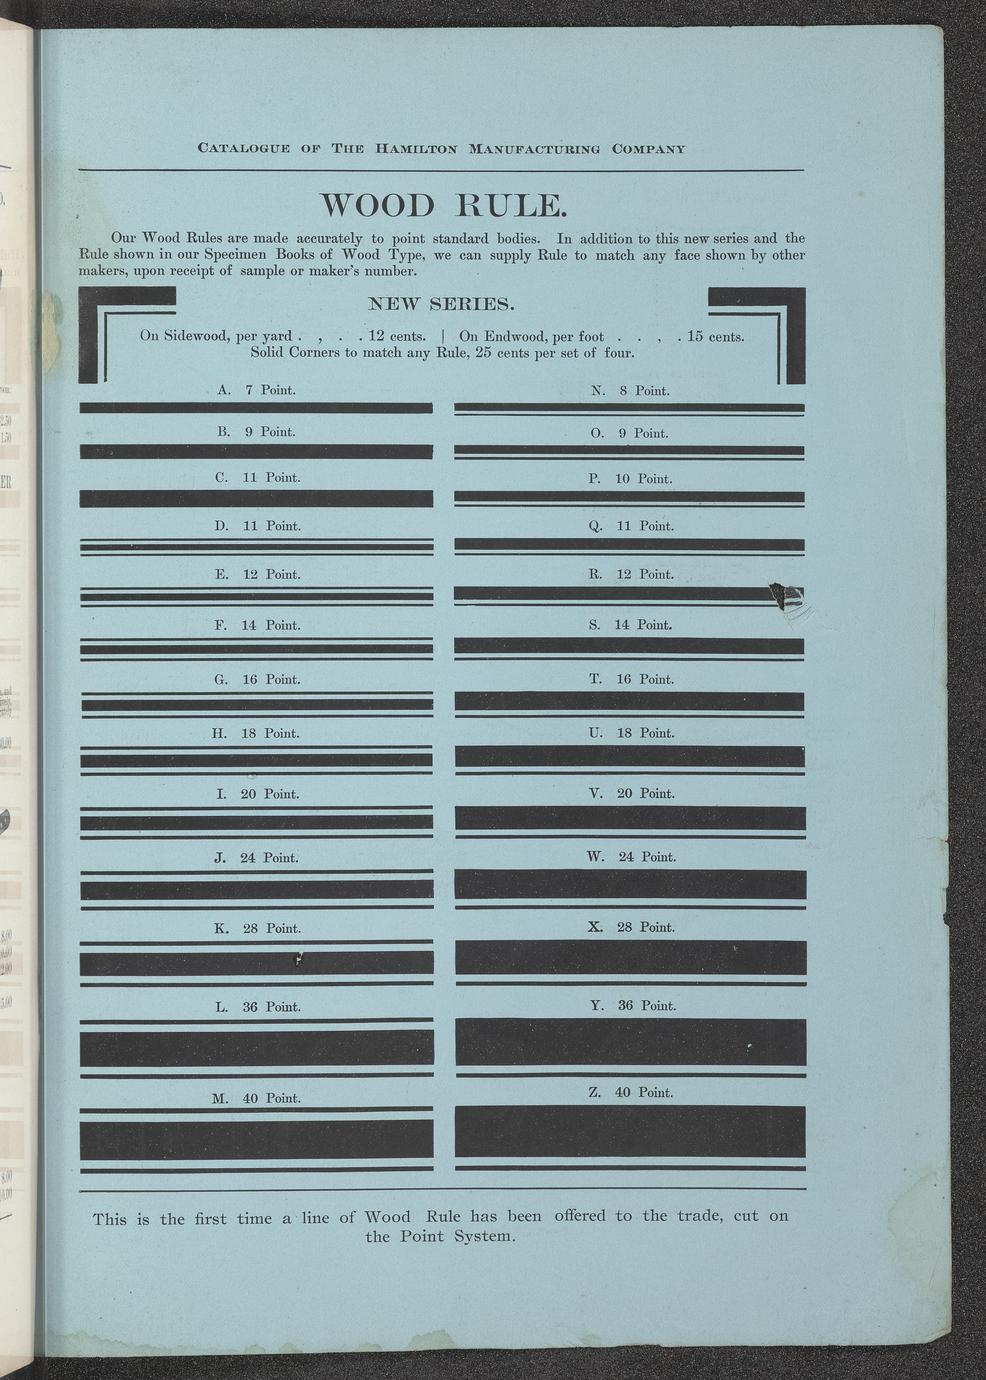 Catalogue of The Hamilton Manufacturing Company
WOOD RULE.
Our Wood Rules are made accurately to point standard bodies. In addition to this new series and the
Rule shown in our Specimen Books of Wood Type, we can supply Rule to match any face shown by other
makers, upon receipt of sample or maker's number.
NEW SERIES.
On Sidewood, per yard . , . . 12 cents. | On Endwood, per foot . . , . 15 cents.
Solid Corners to match any Rule, 25 cents per set of four.
A. 7 Point.
B. 9 Point.
C. 11 Point.
D. 11 Point.
E. 12 Point.
F. 14 Point.
G. 16 Point.
H. 18 Point.
I. 20 Point.
J. 24 Point.
K. 28 Point.
L. 36 Point.
M. 40 Point.
N. 8 Point.
O. 9 Point.
P. 10 Point.
Q. 11 Point.
R. 12 Point.
S. 14 Point.
T. 16 Point.
U. 18 Point.
V. 20 Point.
W. 24 Point.
X. 28 Point.
Y. 36 Point.
Z. 40 Point.
This is the first time a line of Wood Rule has been offered to the trade, cut on
the Point System.